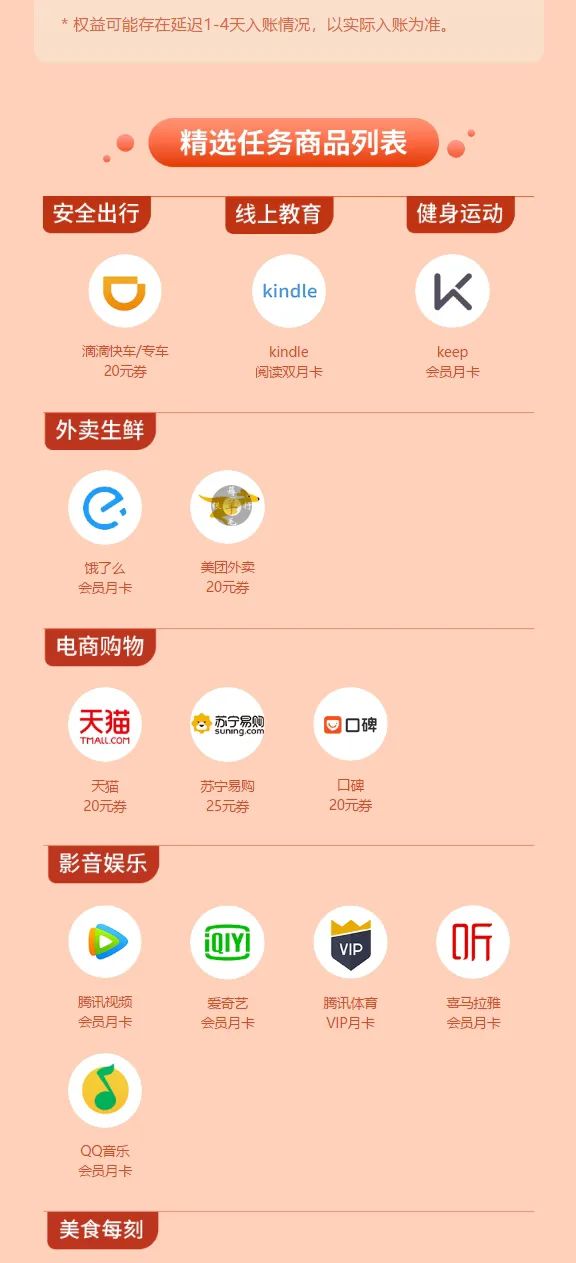 * 权益可能存在延迟1-4天入账情况，以实际入账为准。
精选任务商品列表
安全出行
线上教育
健身运动
kindle
滴滴快车/专车
20元券
kindle
阅读双月卡
keep
会员月卡
外卖生鲜
饿了么
会员月卡
美团外卖
20元券
电商购物
天猫
TMALL.COM
苏宁易购
suning.com
口碑
天猫
20元券
苏宁易购
25元券
口碑
20元券
影音娱乐
iQIYI
VIP
听
腾讯视频
会员月卡
爱奇艺
会员月卡
腾讯体育
VIP月卡
喜马拉雅
会员月卡
QQ音乐
会员月卡
美食每刻